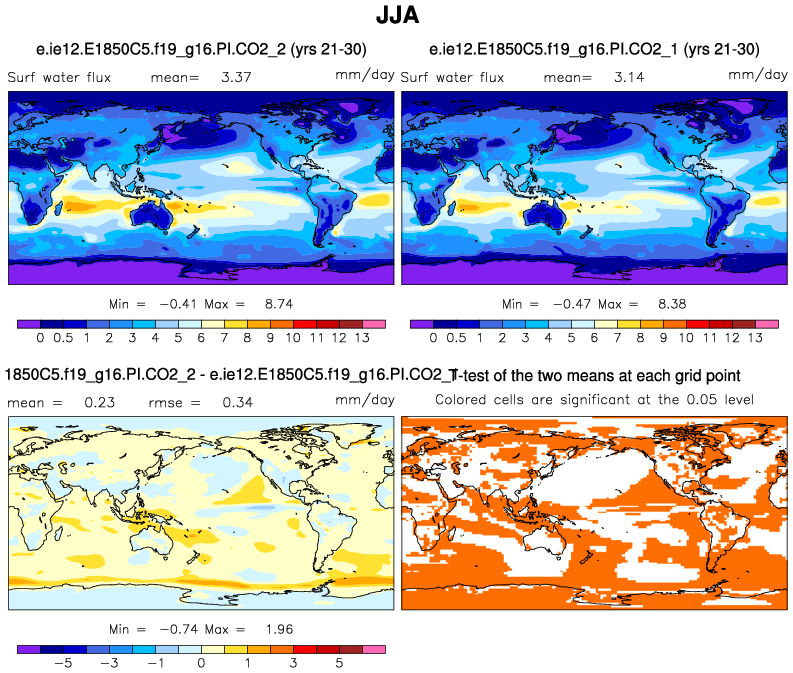 JJA
e.ie12.E1850C5.f19_g16.PI.CO2_2 (yrs 21-30)
Surf water flux mean= 3.37 mm/day
Min = −0.41 Max = 8.74
0 0.5 1 2 3 4 5 6 7 8 9 10 11 12 13
e.ie12.E1850C5.f19_g16.PI.CO2_1 (yrs 21-30)
Surf water flux mean= 3.14 mm/day
Min = −0.47 Max = 8.38
0 0.5 1 2 3 4 5 6 7 8 9 10 11 12 13
1850C5.f19_g16.PI.CO2_2 - e.ie12.E1850C5.f19_g16.PI.CO2_1
mean = 0.23 rmse = 0.34 mm/day
Min = −0.74 Max = 1.96
−5 −3 −1 0 1 3 5
T-test of the two means at each grid point
Colored cells are significant at the 0.05 level